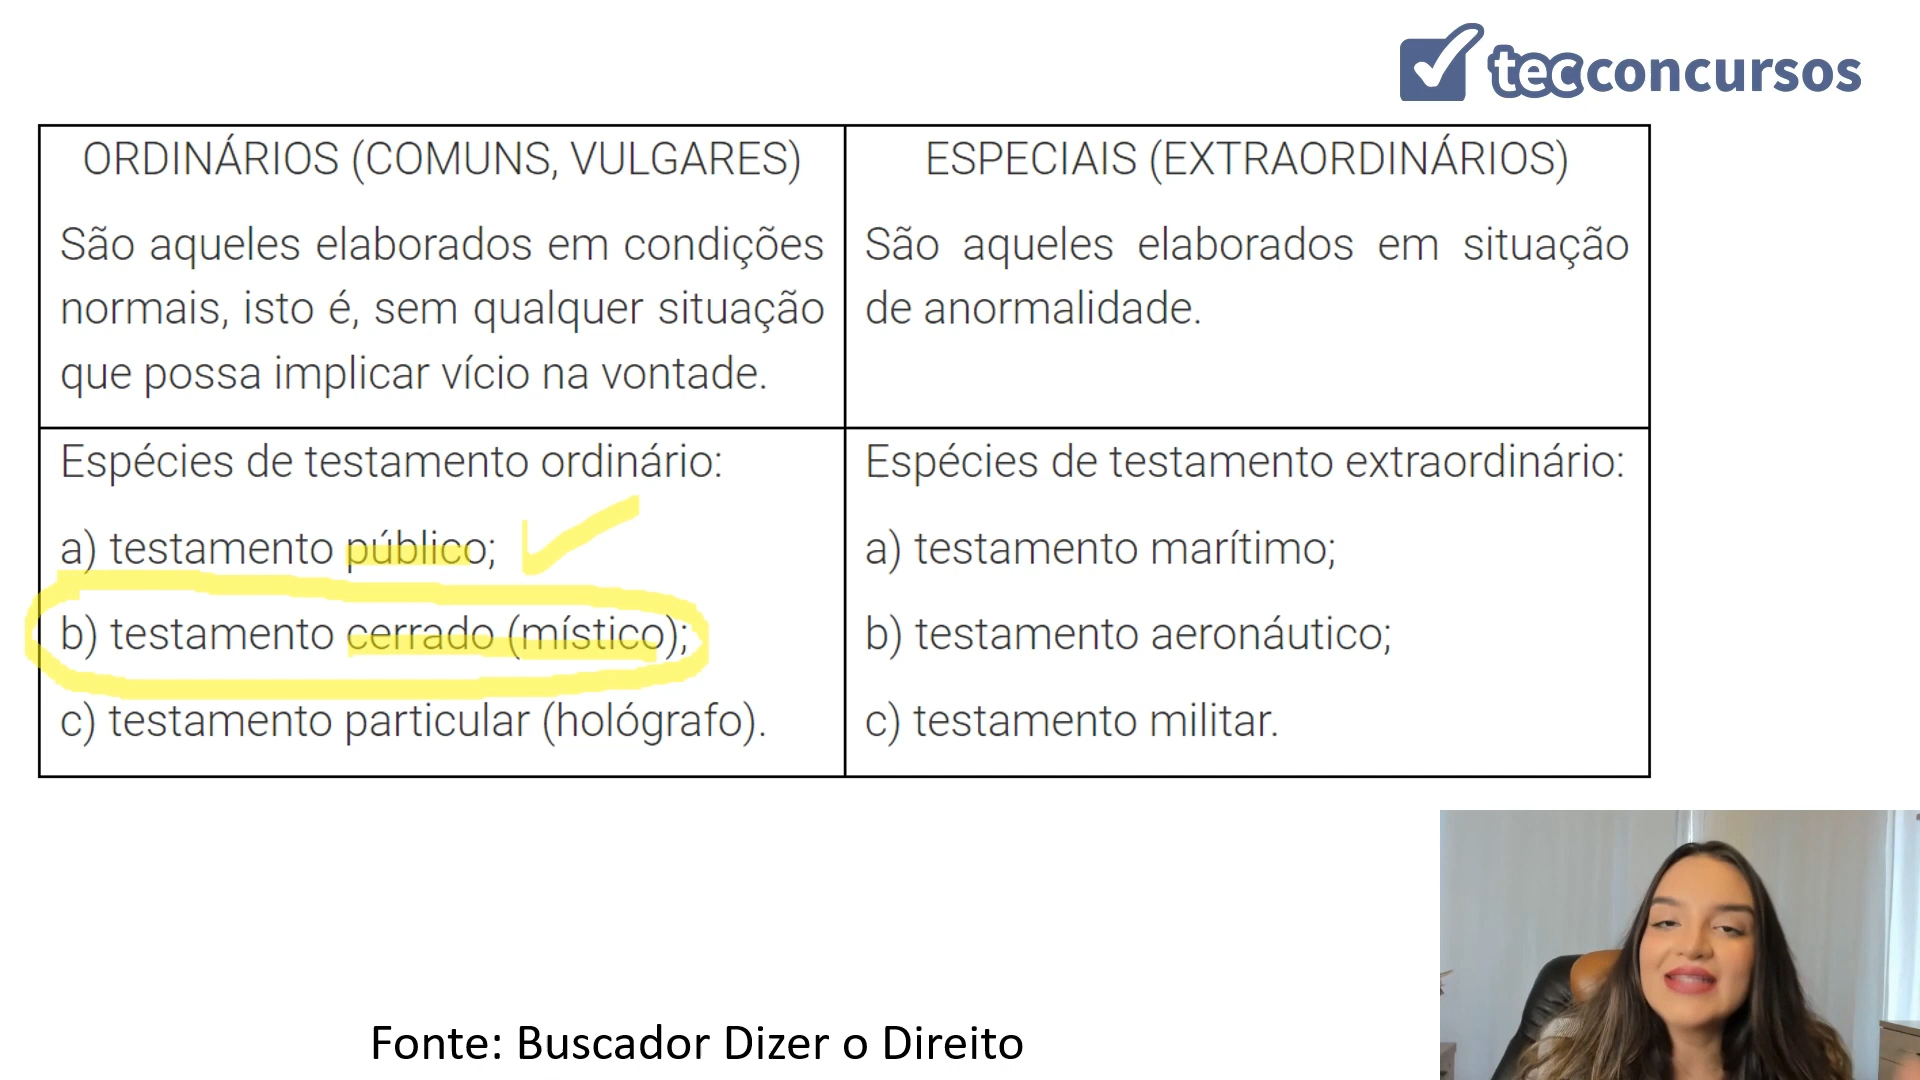 tecconcursos
ORDINÁRIOS (COMUNS, VULGARES)
São aqueles elaborados em condições
normais, isto é, sem qualquer situação
que possa implicar vício na vontade.
ESPECIAIS (EXTRAORDINÁRIOS)
São aqueles elaborados em situação
de anormalidade.
Espécies de testamento ordinário:
a) testamento público;
b) testamento cerrado (místico);
c) testamento particular (hológrafo).
Espécies de testamento extraordinário:
a) testamento marítimo;
b) testamento aeronáutico;
c) testamento militar.
Fonte: Buscador Dizer o Direito